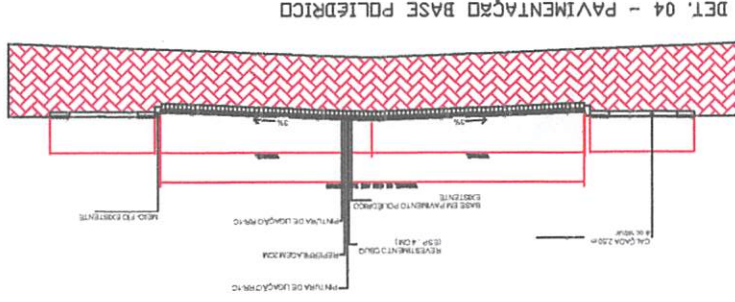 PINTURA DE LIGAÇÃO RR-1C
REVESTIMENTO CBUQ
(ESP. 4 CM)
REPERFILAGEM 2CM
CALÇADA 2,50 m
PINTURA DE LIGAÇÃO RR-1C
MEIO-FIO EXISTENTE
BASE EM PAVIMENTO POLIÉDRICO
EXISTENTE
3%
3%
DET. 04 - PAVIMENTAÇÃO BASE POLIÉDRICO